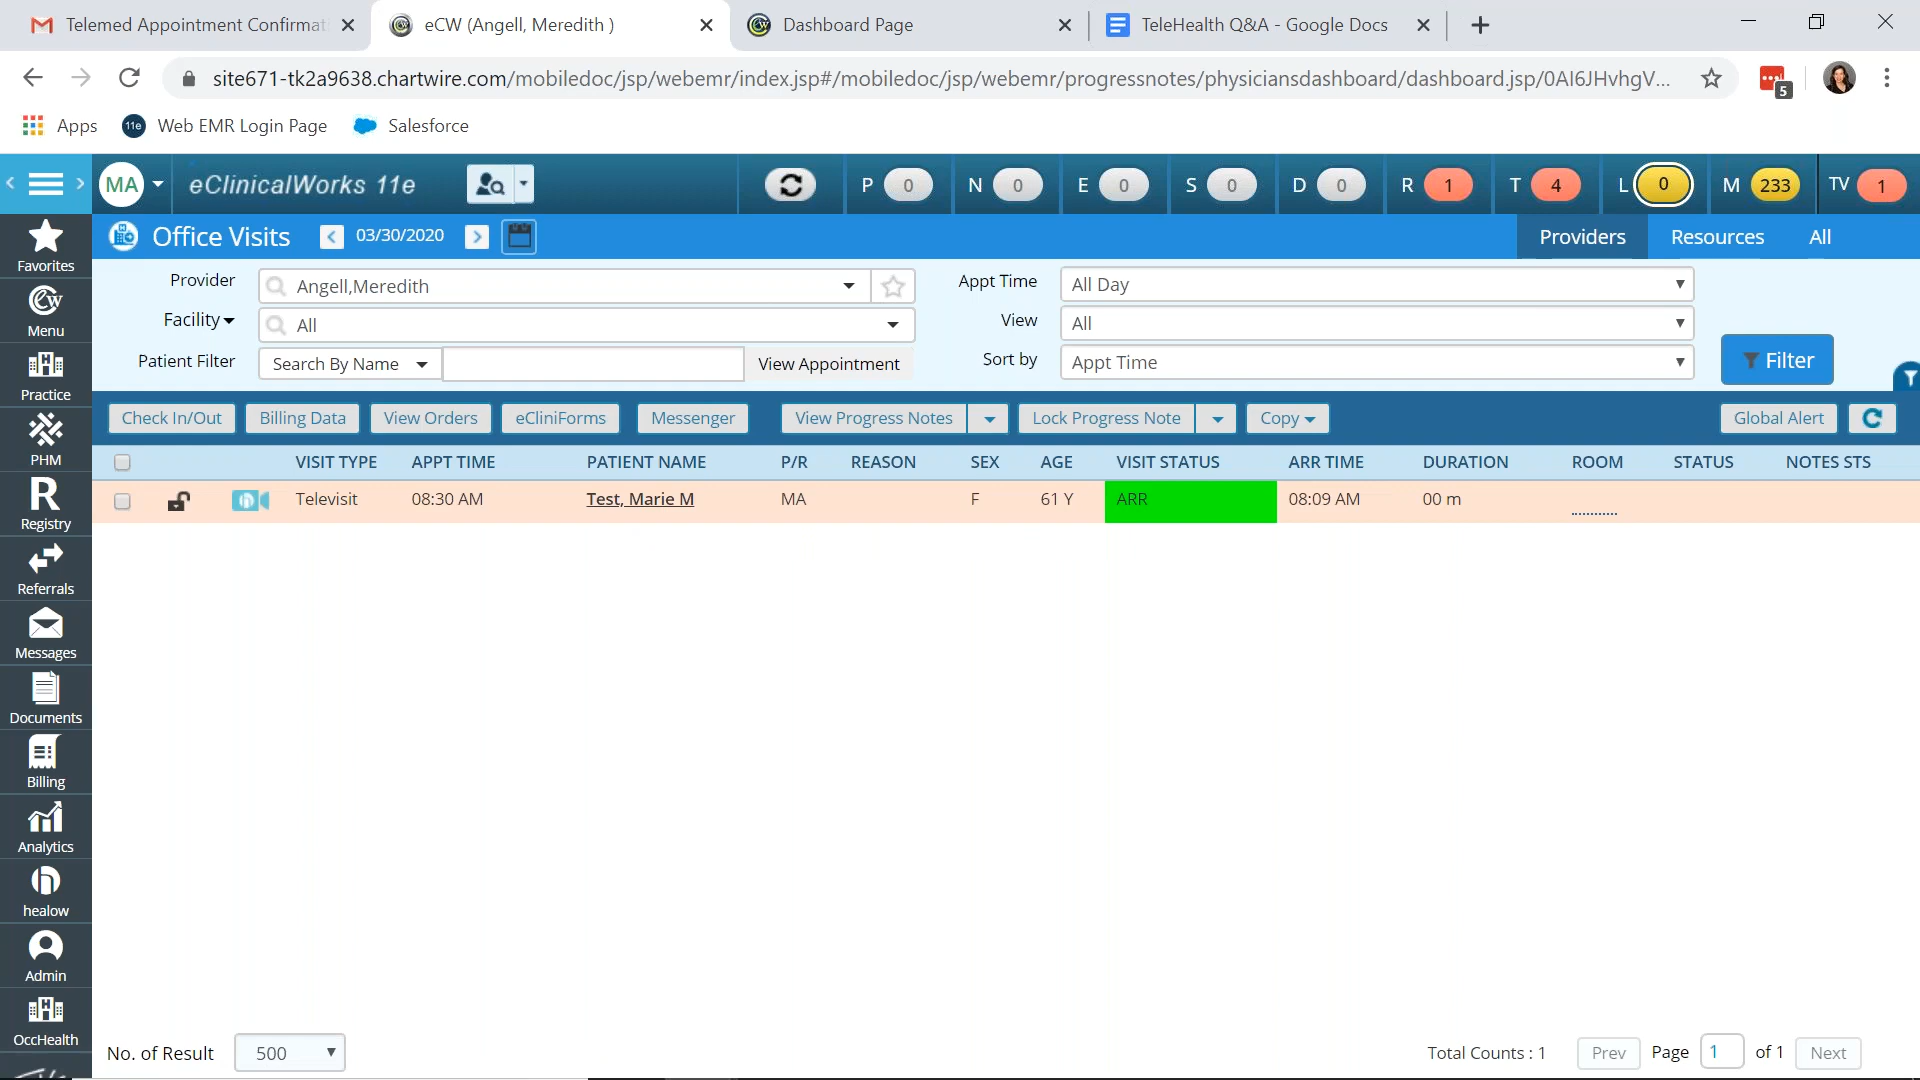 Telemed Appointment Confirmati
eCW (Angell, Meredith )
Dashboard Page
TeleHealth Q&A - Google Docs
site671-tk2a9638.chartwire.com/mobiledoc/jsp/webemr/index.jsp#/mobiledoc/jsp/webemr/progressnotes/physiciansdashboard/dashboard.jsp/0AI6JHvhgV...
5
Apps
11e Web EMR Login Page
Salesforce
MA
eClinicalWorks 11e
P 0
N 0
E 0
S 0
D 0
R 1
T 4
L 0
M 233
TV 1
Favorites
Menu
Practice
PHM
Registry
Referrals
Messages
Documents
Billing
Analytics
healow
Admin
OccHealth
Office Visits
03/30/2020
Providers
Resources
All
Provider
Angell,Meredith
Appt Time
All Day
Facility
All
View
All
Patient Filter
Search By Name
View Appointment
Sort by
Appt Time
Filter
Check In/Out
Billing Data
View Orders
eCliniForms
Messenger
View Progress Notes
Lock Progress Note
Copy
Global Alert
VISIT TYPE APPT TIME PATIENT NAME P/R REASON SEX AGE VISIT STATUS ARR TIME DURATION ROOM STATUS NOTES STS
Televisit 08:30 AM Test, Marie M MA F 61 Y ARR 08:09 AM 00 m
No. of Result 500
Total Counts : 1
Prev
Page 1 of 1
Next